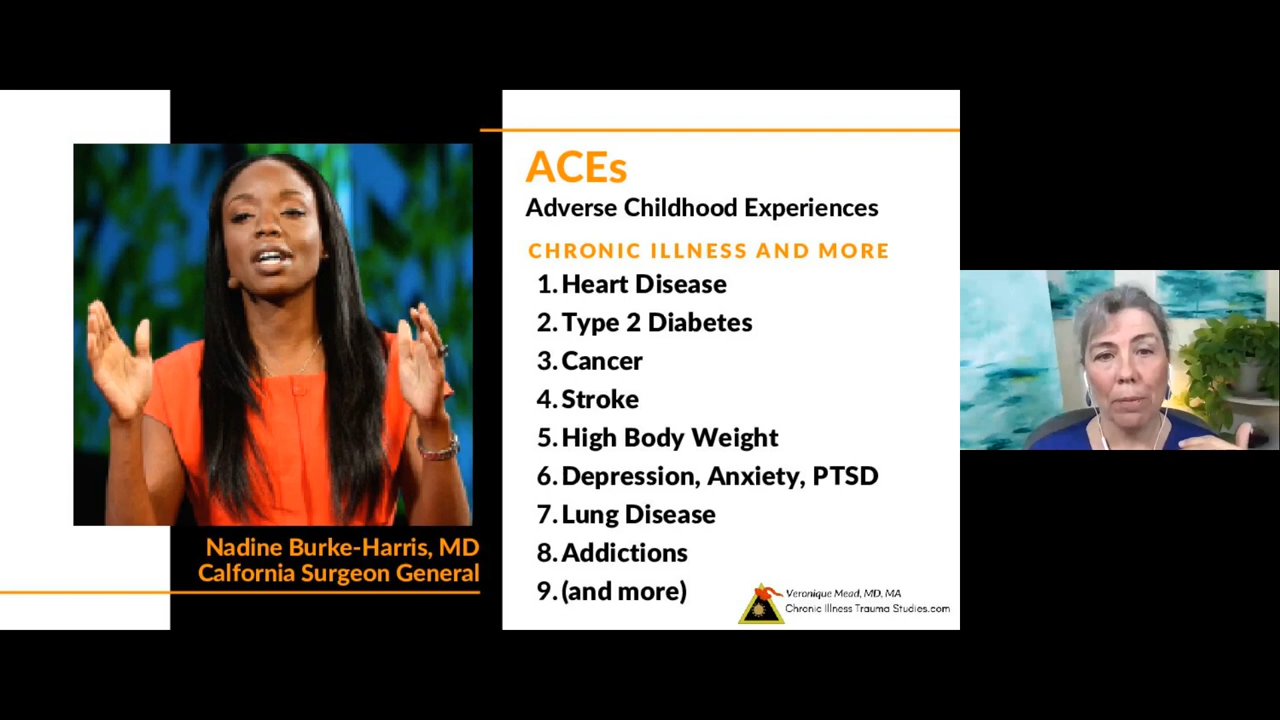 ACEs
Adverse Childhood Experiences
CHRONIC ILLNESS AND MORE
1. Heart Disease
2. Type 2 Diabetes
3. Cancer
4. Stroke
5. High Body Weight
6. Depression, Anxiety, PTSD
7. Lung Disease
8. Addictions
9. (and more)
Nadine Burke-Harris, MD
Calfornia Surgeon General
Veronique Mead, MD, MA
Chronic Illness Trauma Studies.com